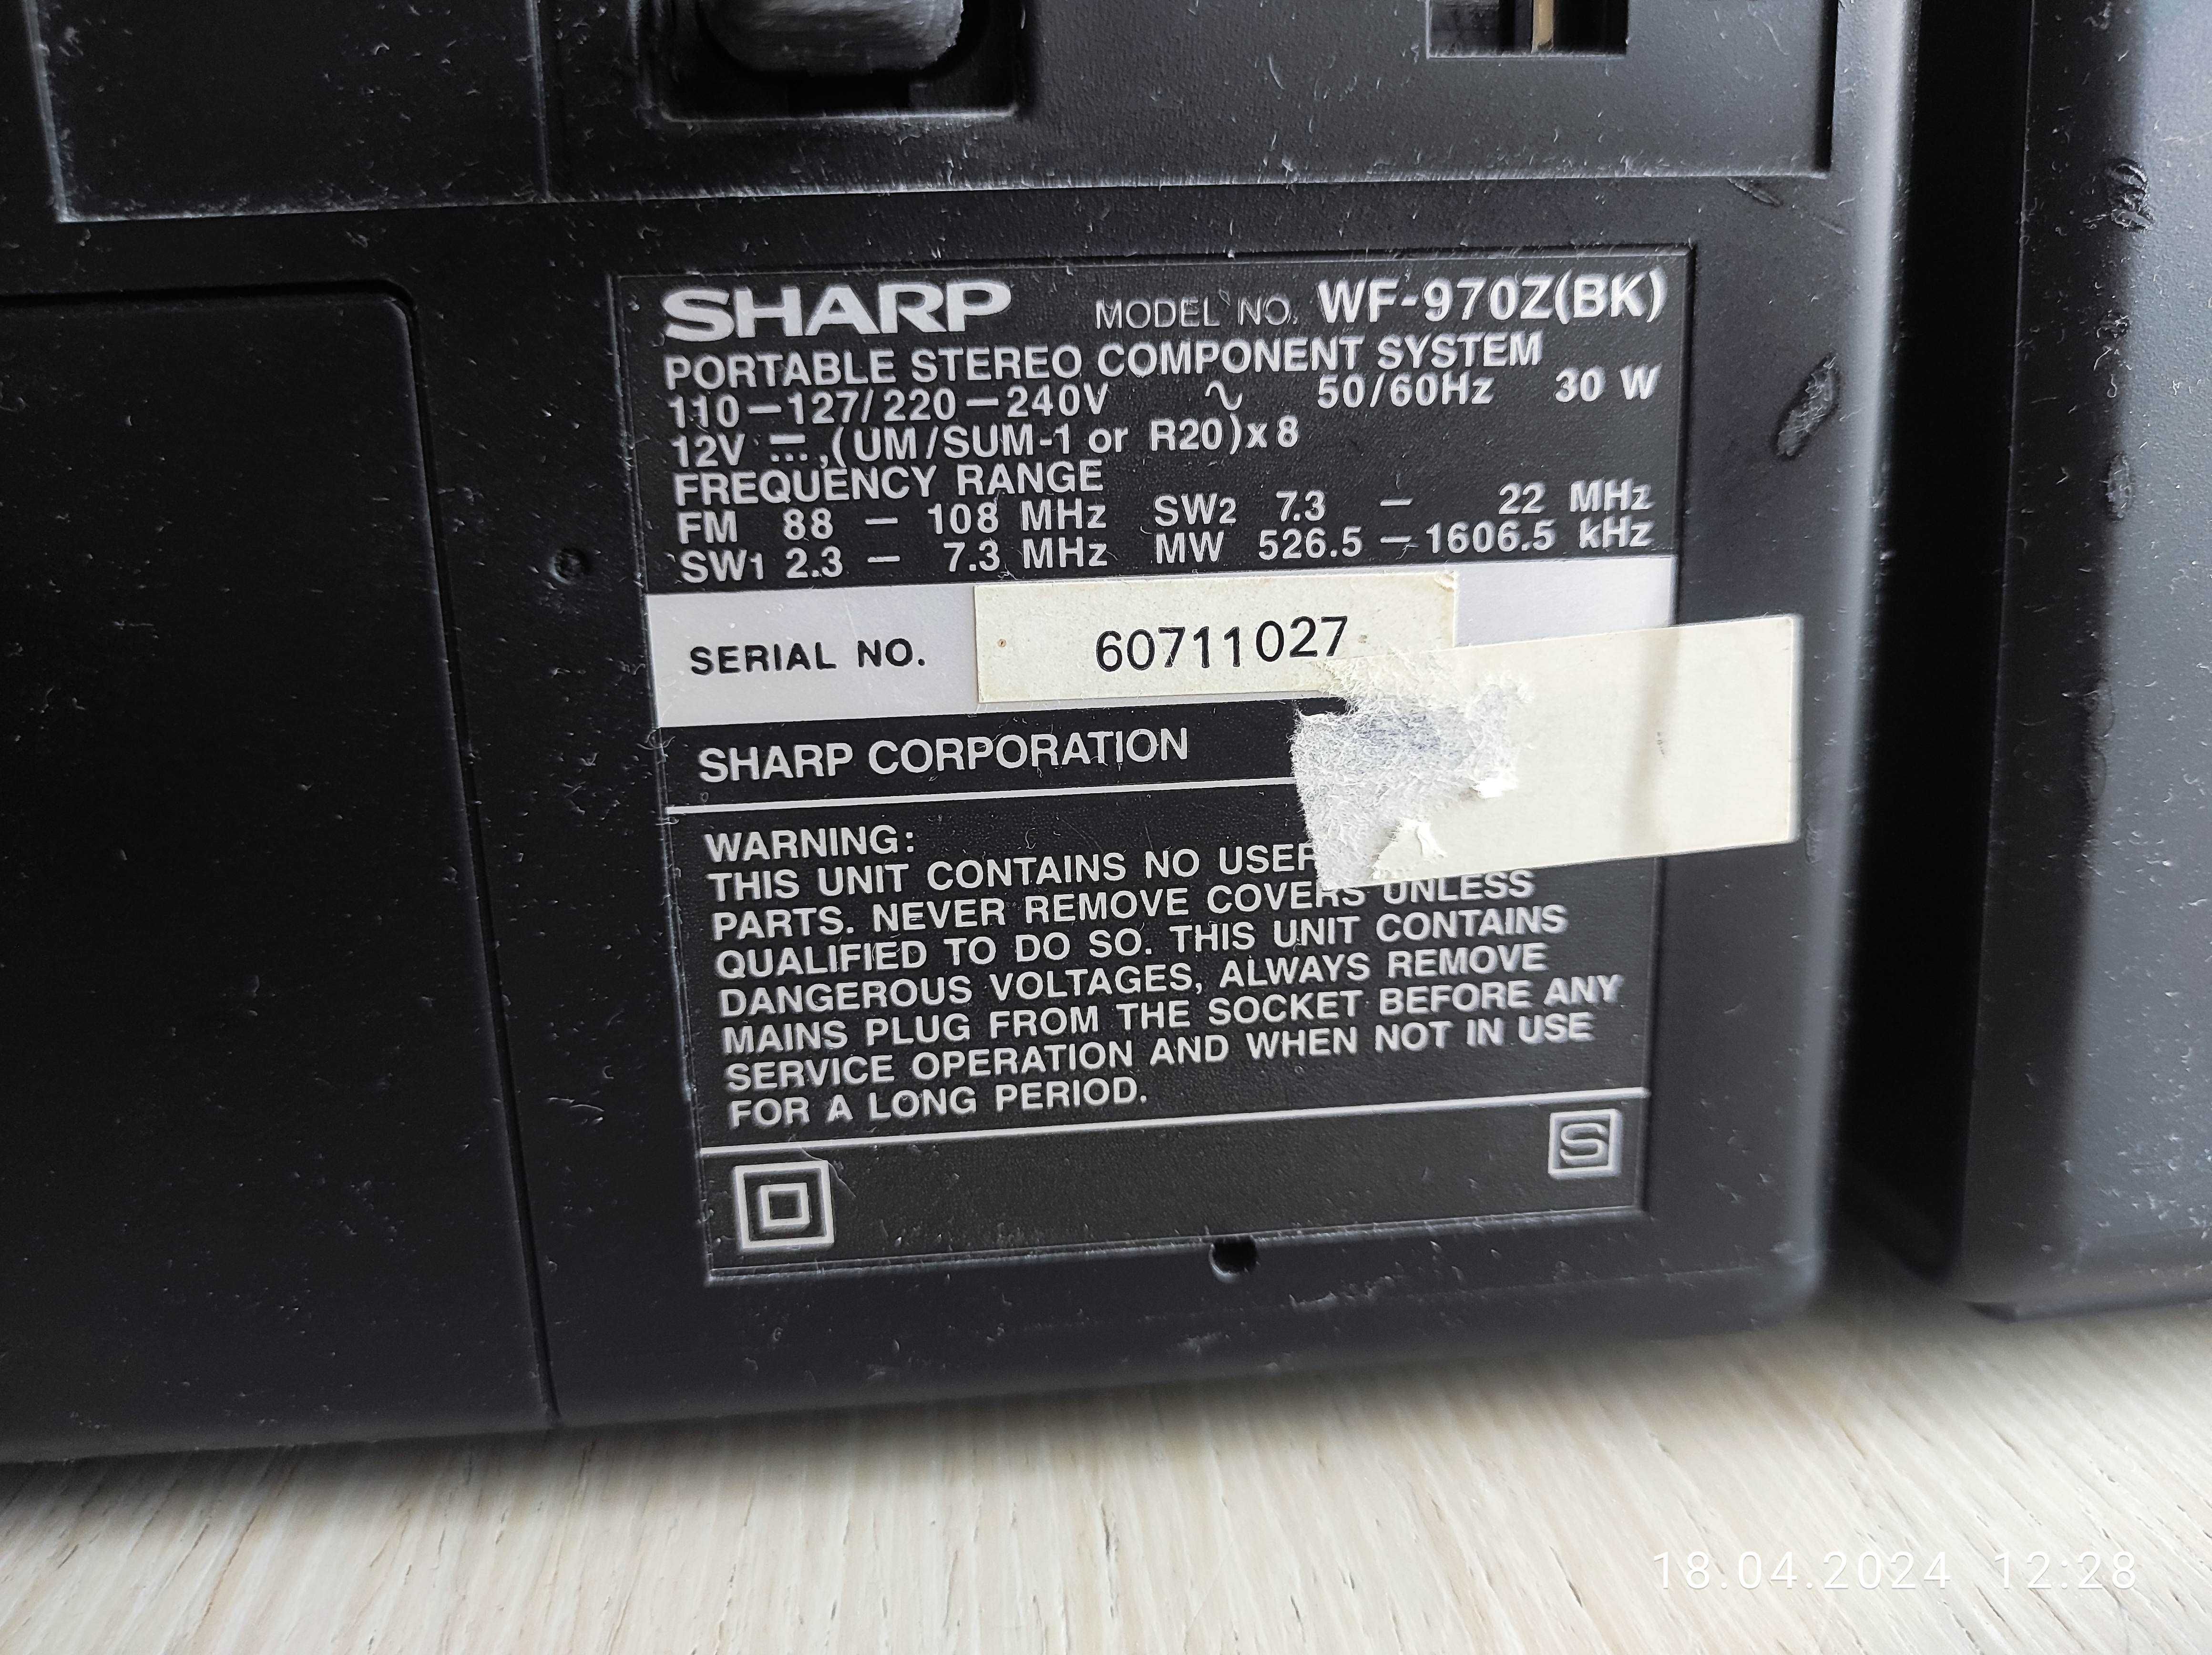 SHARP MODEL NO. WF-970Z(BK)
PORTABLE STEREO COMPONENT SYSTEM
110-127/220-240V ∿ 50/60Hz 30 W
12V ⎓,(UM/SUM-1 or R20)x8
FREQUENCY RANGE
FM 88 - 108 MHz SW2 7.3 - 22 MHz
SW1 2.3 - 7.3 MHz MW 526.5 - 1606.5 kHz
SERIAL NO. 60711027
SHARP CORPORATION
WARNING:
THIS UNIT CONTAINS NO USER
PARTS. NEVER REMOVE COVERS UNLESS
QUALIFIED TO DO SO. THIS UNIT CONTAINS
DANGEROUS VOLTAGES, ALWAYS REMOVE
MAINS PLUG FROM THE SOCKET BEFORE ANY
SERVICE OPERATION AND WHEN NOT IN USE
FOR A LONG PERIOD.
S
18.04.2024 12:28